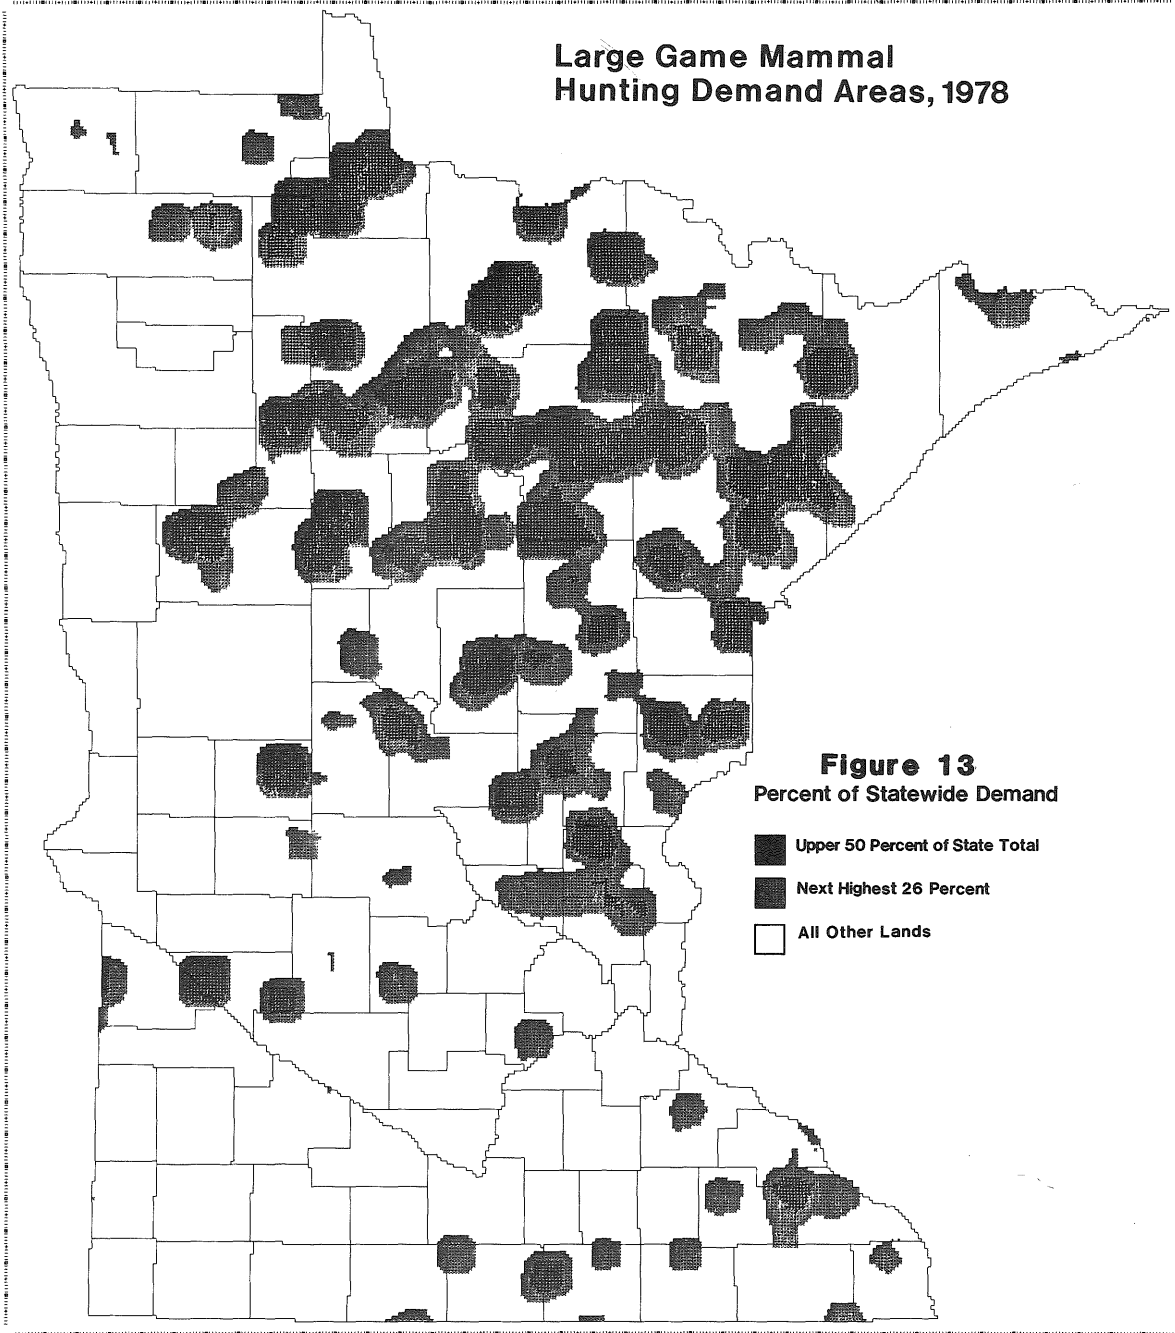 Large Game Mammal
Hunting Demand Areas, 1978
Figure 13
Percent of Statewide Demand
Upper 50 Percent of State Total
Next Highest 26 Percent
All Other Lands